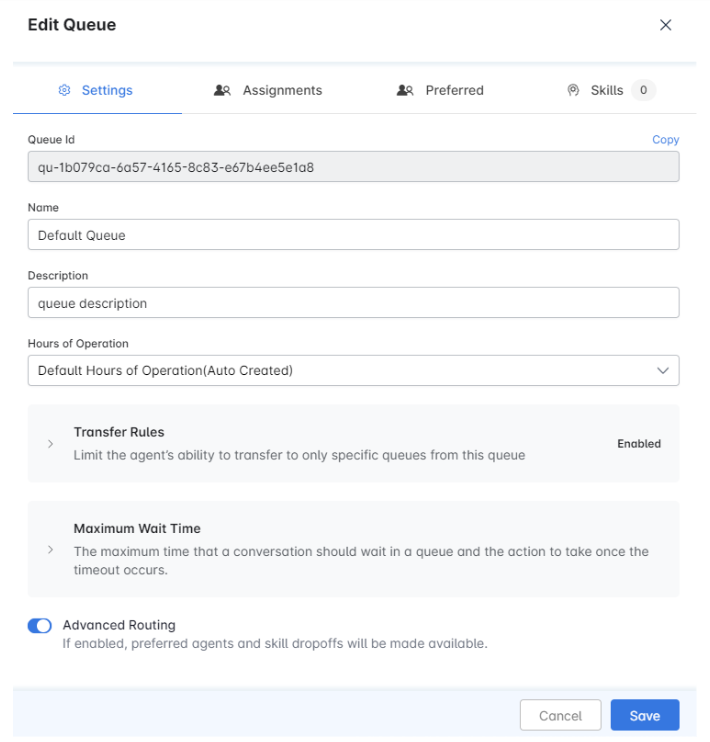 Edit Queue
Settings
Assignments
Preferred
Skills 0
Queue Id
Copy
qu-1b079ca-6a57-4165-8c83-e67b4ee5e1a8
Name
Default Queue
Description
queue description
Hours of Operation
Default Hours of Operation(Auto Created)
Transfer Rules
Limit the agent's ability to transfer to only specific queues from this queue
Enabled
Maximum Wait Time
The maximum time that a conversation should wait in a queue and the action to take once the
timeout occurs.
Advanced Routing
If enabled, preferred agents and skill dropoffs will be made available.
Cancel
Save